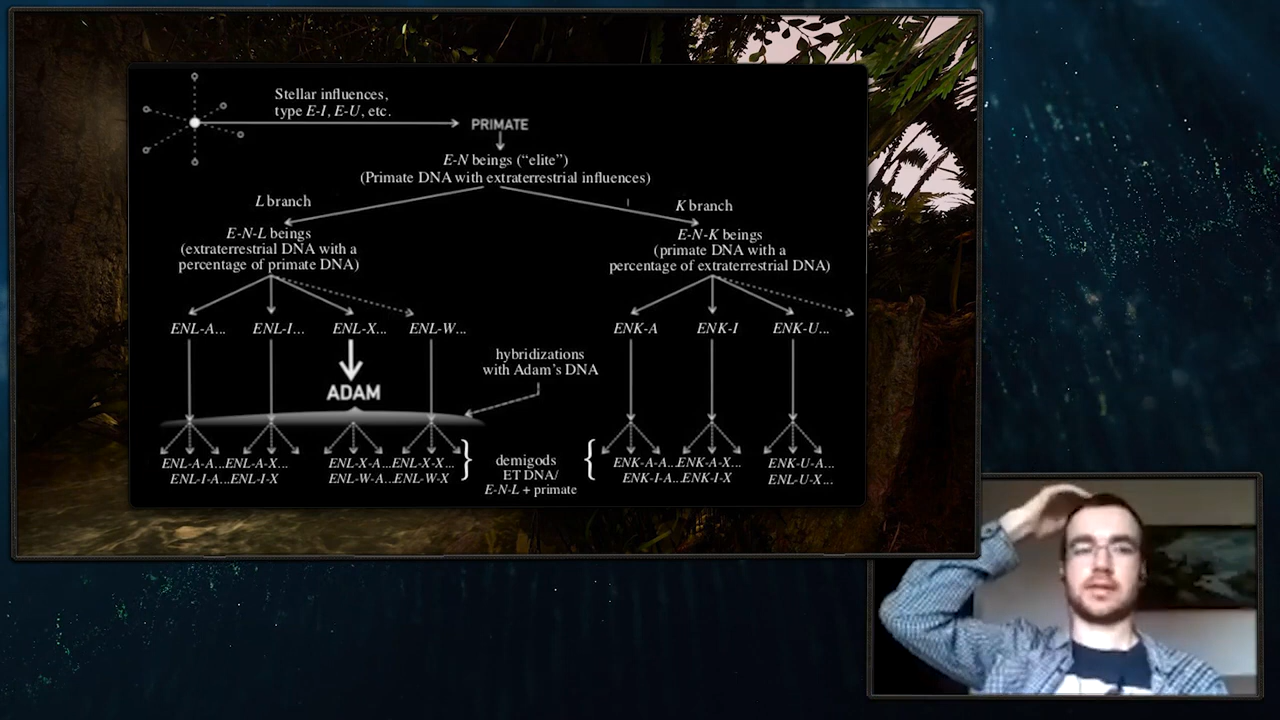 Stellar influences,
type E-I, E-U, etc.
PRIMATE
E-N beings (“elite”)
(Primate DNA with extraterrestrial influences)
L branch
K branch
E-N-L beings
(extraterrestrial DNA with a
percentage of primate DNA)
E-N-K beings
(primate DNA with a
percentage of extraterrestrial DNA)
ENL-A... ENL-I... ENL-X... ENL-W...
ENK-A ENK-I ENK-U...
hybridizations
with Adam’s DNA
ADAM
ENL-A-A...ENL-A-X...
ENL-I-A...ENL-I-X
ENL-X-A...ENL-X-X...
ENL-W-A...ENL-W-X
demigods
ET DNA/
E-N-L + primate
ENK-A-A...ENK-A-X...
ENK-I-A...ENK-I-X
ENK-U-A...
ENL-U-X...